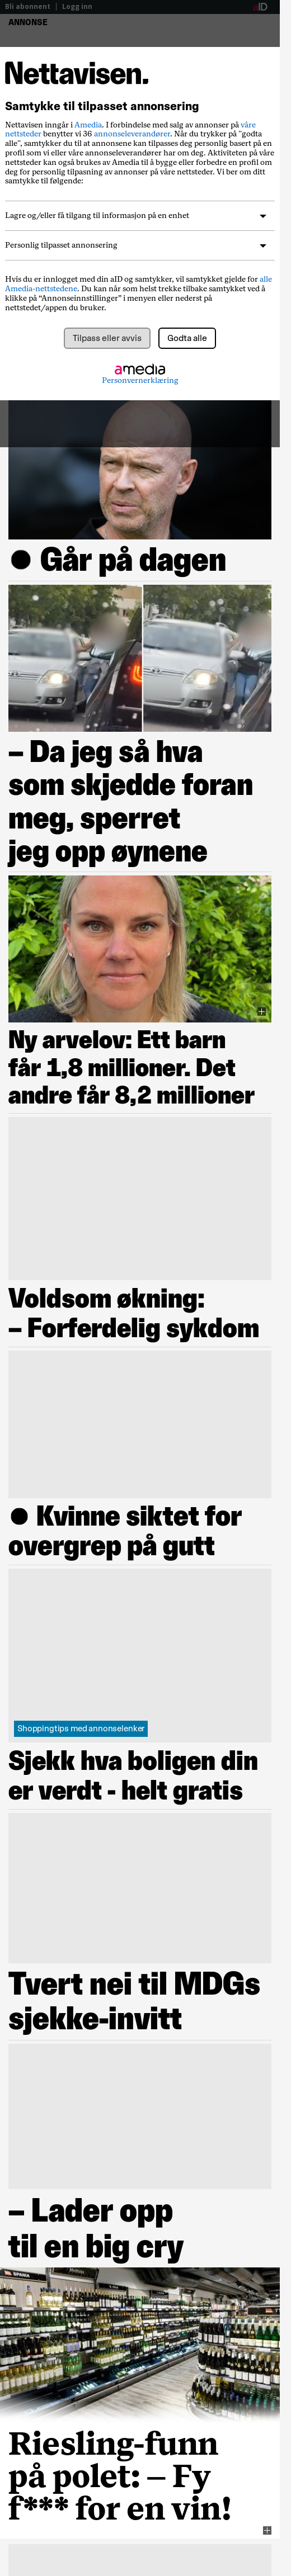 Bli abonnent | Logg inn
aID
ANNONSE
Nettavisen.
Samtykke til tilpasset annonsering
Nettavisen inngår i Amedia. I forbindelse med salg av annonser på våre
nettsteder benytter vi 36 annonseleverandører. Når du trykker på "godta
alle", samtykker du til at annonsene kan tilpasses deg personlig basert på en
profil som vi eller våre annonseleverandører har om deg. Aktiviteten på våre
nettsteder kan også brukes av Amedia til å bygge eller forbedre en profil om
deg for personlig tilpasning av annonser på våre nettsteder. Vi ber om ditt
samtykke til følgende:
Lagre og/eller få tilgang til informasjon på en enhet
Personlig tilpasset annonsering
Hvis du er innlogget med din aID og samtykker, vil samtykket gjelde for alle
Amedia-nettstedene. Du kan når som helst trekke tilbake samtykket ved å
klikke på “Annonseinnstillinger” i menyen eller nederst på
nettstedet/appen du bruker.
Tilpass eller avvis
Godta alle
amedia
Personvernerklæring
Går på dagen
– Da jeg så hva
som skjedde foran
meg, sperret
jeg opp øynene
Ny arvelov: Ett barn
får 1,8 millioner. Det
andre får 8,2 millioner
Voldsom økning:
– Forferdelig sykdom
Kvinne siktet for
overgrep på gutt
Shoppingtips med annonselenker
Sjekk hva boligen din
er verdt - helt gratis
Tvert nei til MDGs
sjekke-invitt
– Lader opp
til en big cry
SPANIA
Riesling-funn
på polet: – Fy
f*** for en vin!